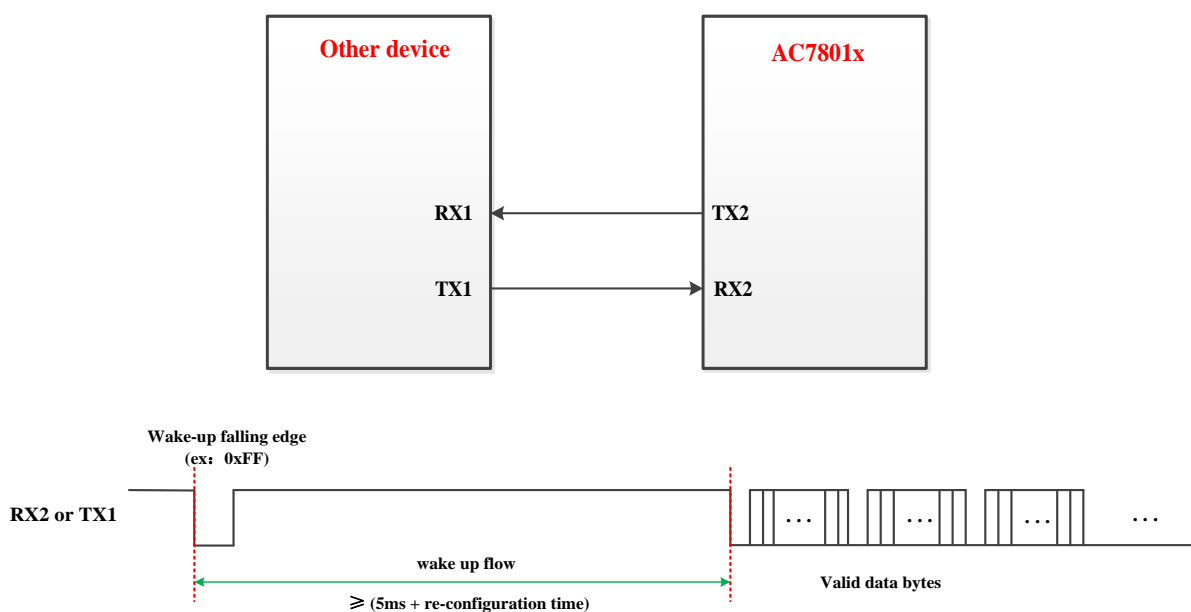 Other device
AC7801x
RX1
TX2
TX1
RX2
Wake-up falling edge
(ex：0xFF)
RX2 or TX1
...
...
...
...
wake up flow
Valid data bytes
≥ (5ms + re-configuration time)